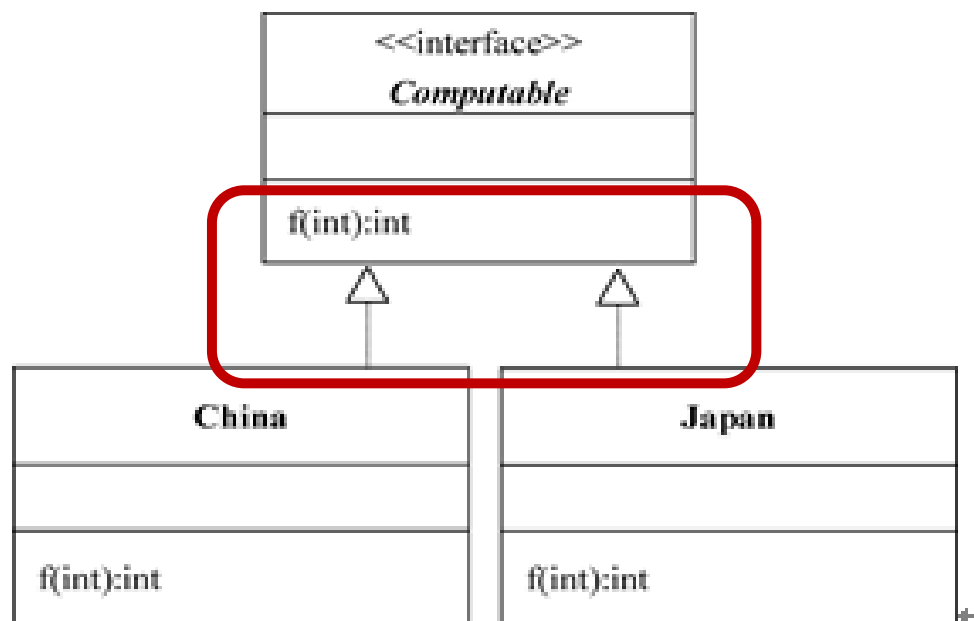 <<interface>>
Computable
f(int):int
China
Japan
f(int):int
f(int):int